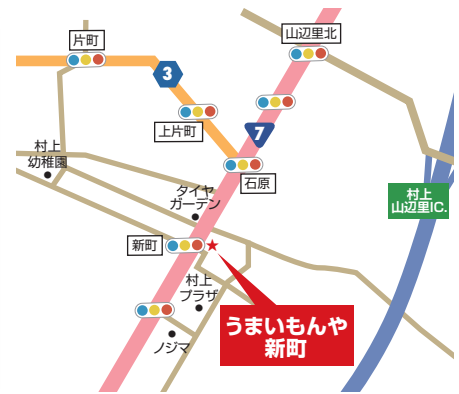 片町
山辺里北
3
上片町
7
村上
幼稚園
石原
タイヤ
ガーデン
村上
山辺里IC.
新町
村上
プラザ
うまいもんや
新町
ノジマ